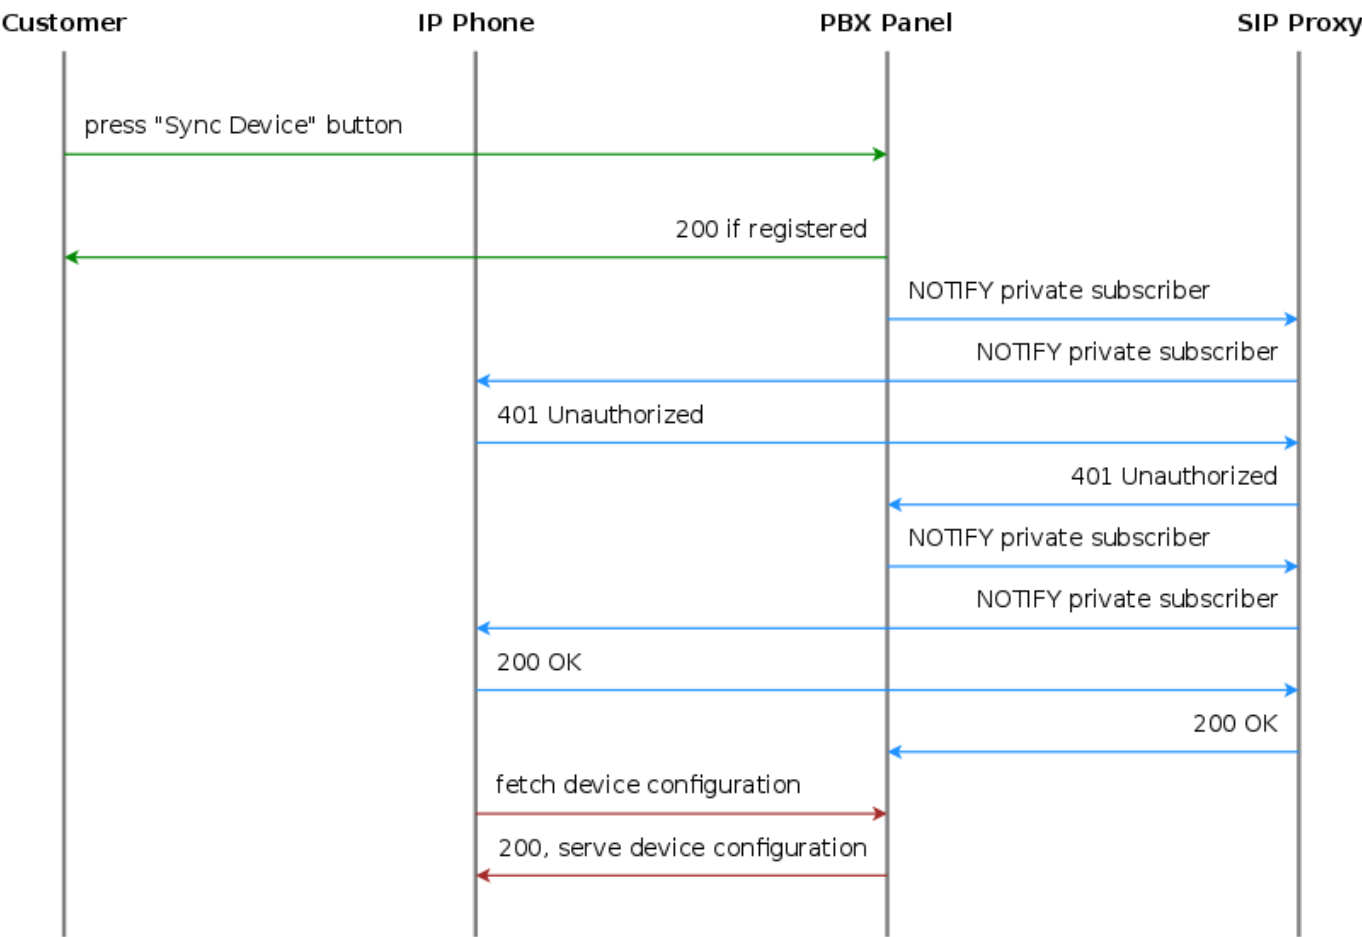 Customer IP Phone PBX Panel SIP Proxy
press "Sync Device" button
200 if registered
NOTIFY private subscriber
NOTIFY private subscriber
401 Unauthorized
401 Unauthorized
NOTIFY private subscriber
NOTIFY private subscriber
200 OK
200 OK
fetch device configuration
200, serve device configuration